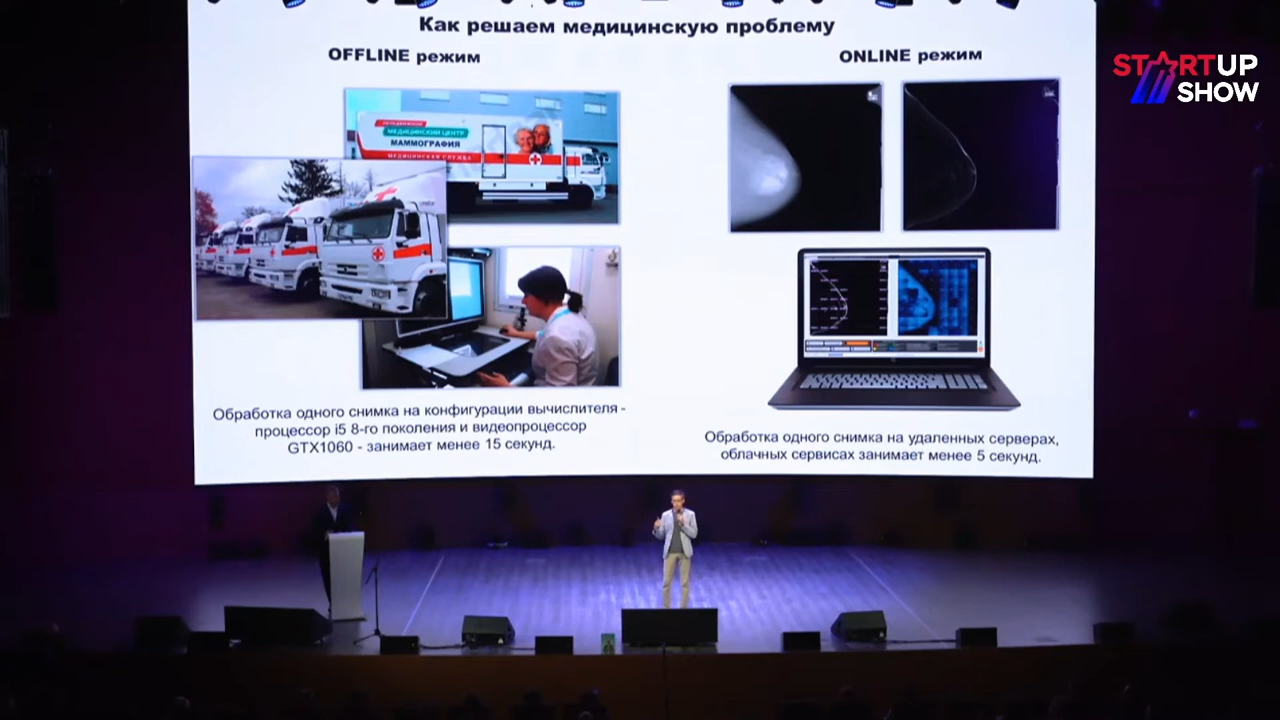 Как решаем медицинскую проблему
OFFLINE режим
ONLINE режим
STARTUP
SHOW
МЕДИЦИНСКИЙ ЦЕНТР
МАММОГРАФИЯ
МЕДИЦИНСКАЯ СЛУЖБА
Обработка одного снимка на конфигурации вычислителя -
процессор i5 8-го поколения и видеопроцессор
GTX1060 - занимает менее 15 секунд.
Обработка одного снимка на удаленных серверах,
облачных сервисах занимает менее 5 секунд.